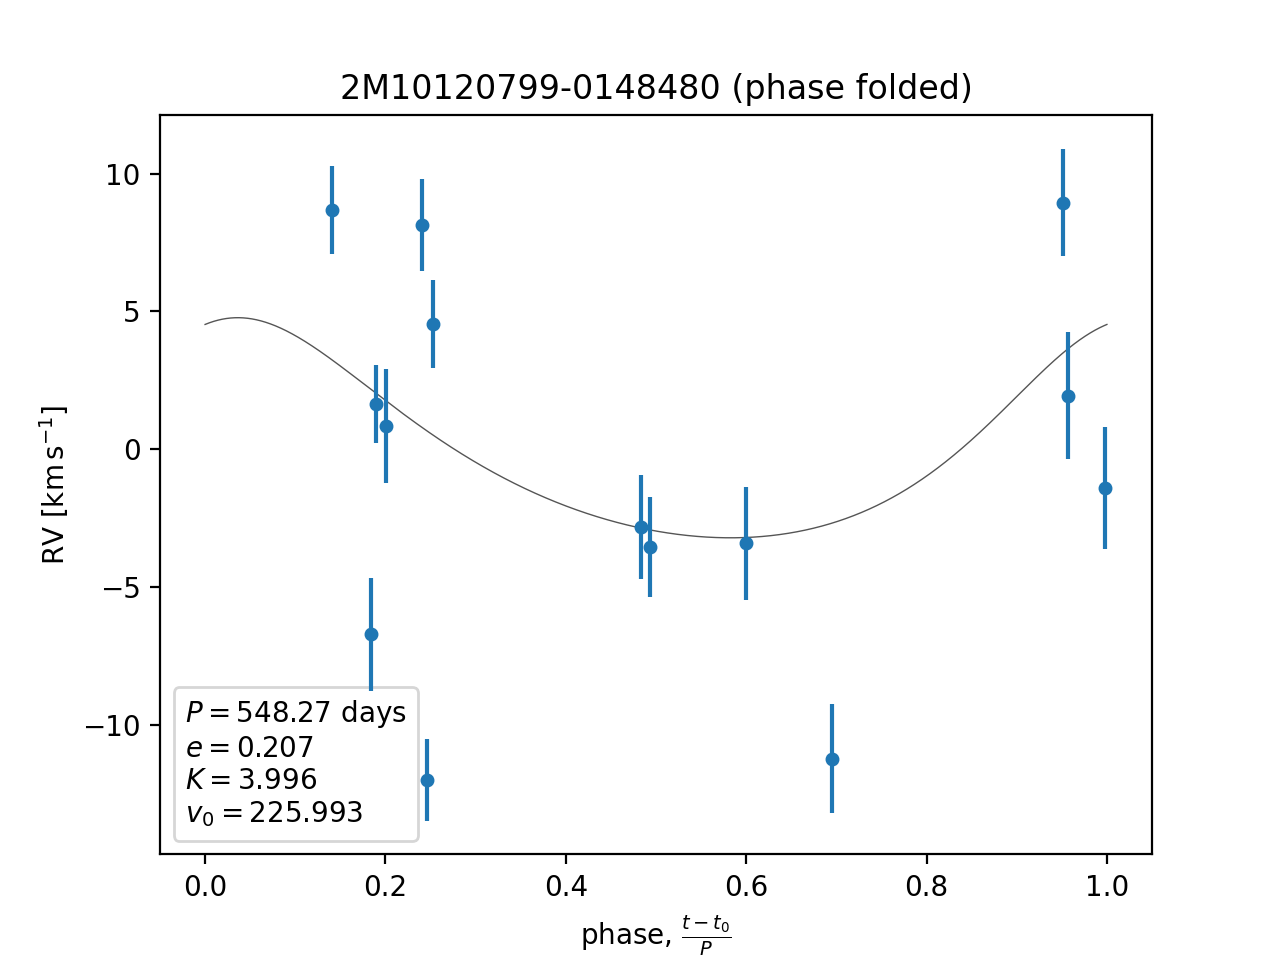 2M10120799-0148480 (phase folded)
10
5
0
−5
−10
RV [km s⁻¹]
P = 548.27 days
e = 0.207
K = 3.996
v₀ = 225.993
0.0 0.2 0.4 0.6 0.8 1.0
phase, (t − t₀)/P